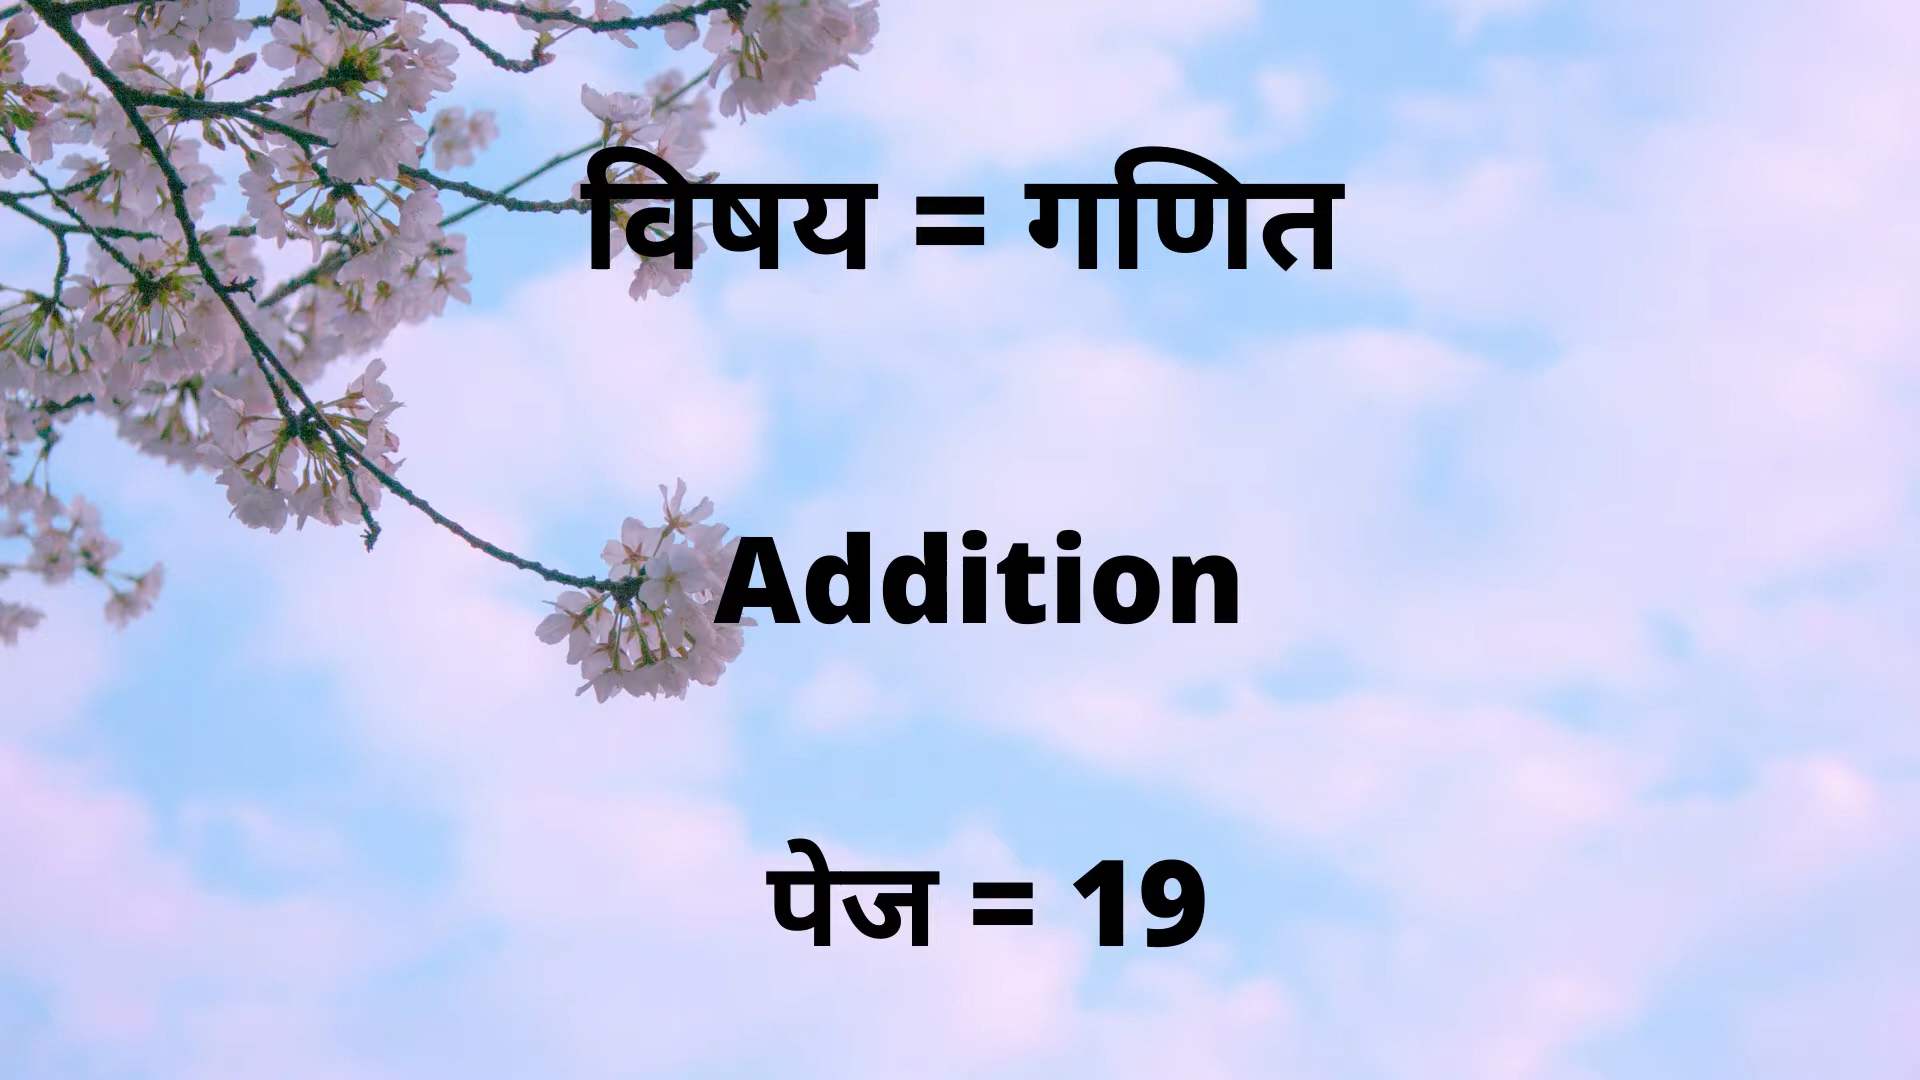 विषय = गणित
Addition
पेज = 19